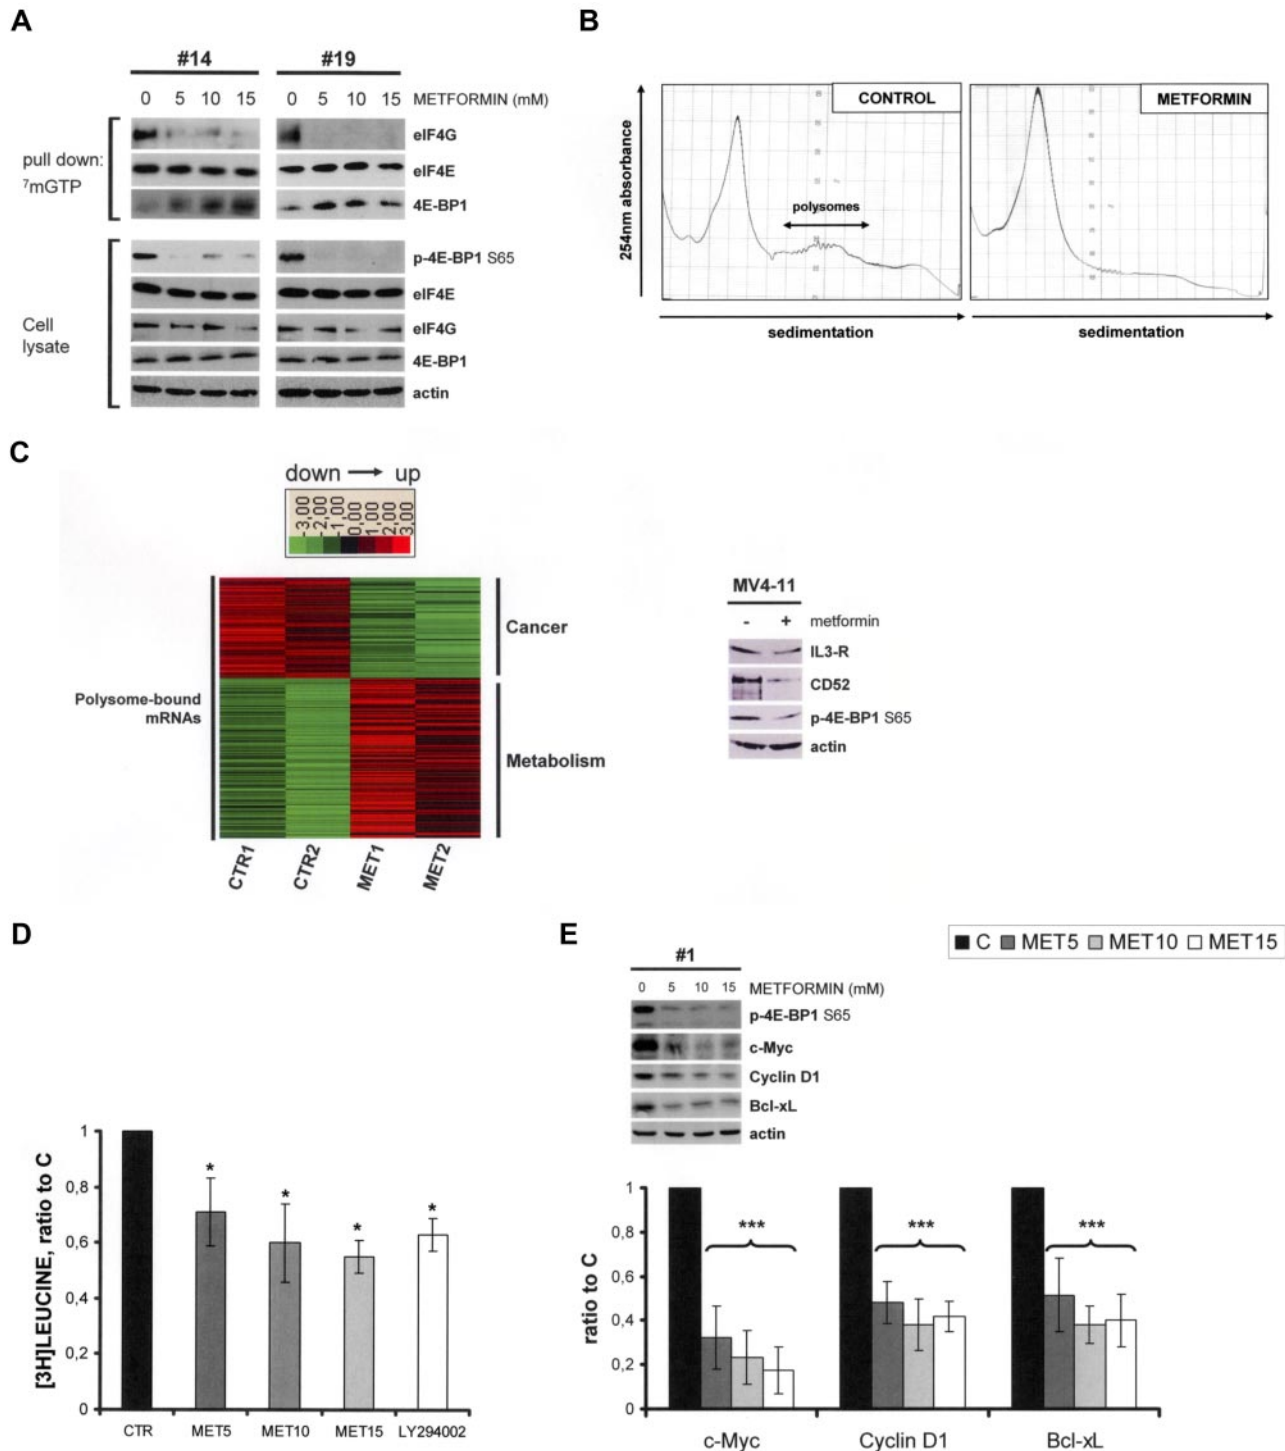 A
#14 #19
0 5 10 15 0 5 10 15 METFORMIN (mM)
pull down:
⁷mGTP
eIF4G
eIF4E
4E-BP1
Cell
lysate
p-4E-BP1 S65
eIF4E
eIF4G
4E-BP1
actin
B
CONTROL
METFORMIN
254nm absorbance
polysomes
sedimentation
sedimentation
C
down → up
-3,00
-2,00
-1,00
0,00
1,00
2,00
3,00
Polysome-bound
mRNAs
Cancer
Metabolism
CTR1
CTR2
MET1
MET2
MV4-11
- + metformin
IL3-R
CD52
p-4E-BP1 S65
actin
D
[3H]LEUCINE, ratio to C
1
0,8
0,6
0,4
0,2
0
* * * *
CTR MET5 MET10 MET15 LY294002
E
C MET5 MET10 MET15
#1
0 5 10 15 METFORMIN (mM)
p-4E-BP1 S65
c-Myc
Cyclin D1
Bcl-xL
actin
ratio to C
1
0,8
0,6
0,4
0,2
0
*** *** ***
c-Myc Cyclin D1 Bcl-xL